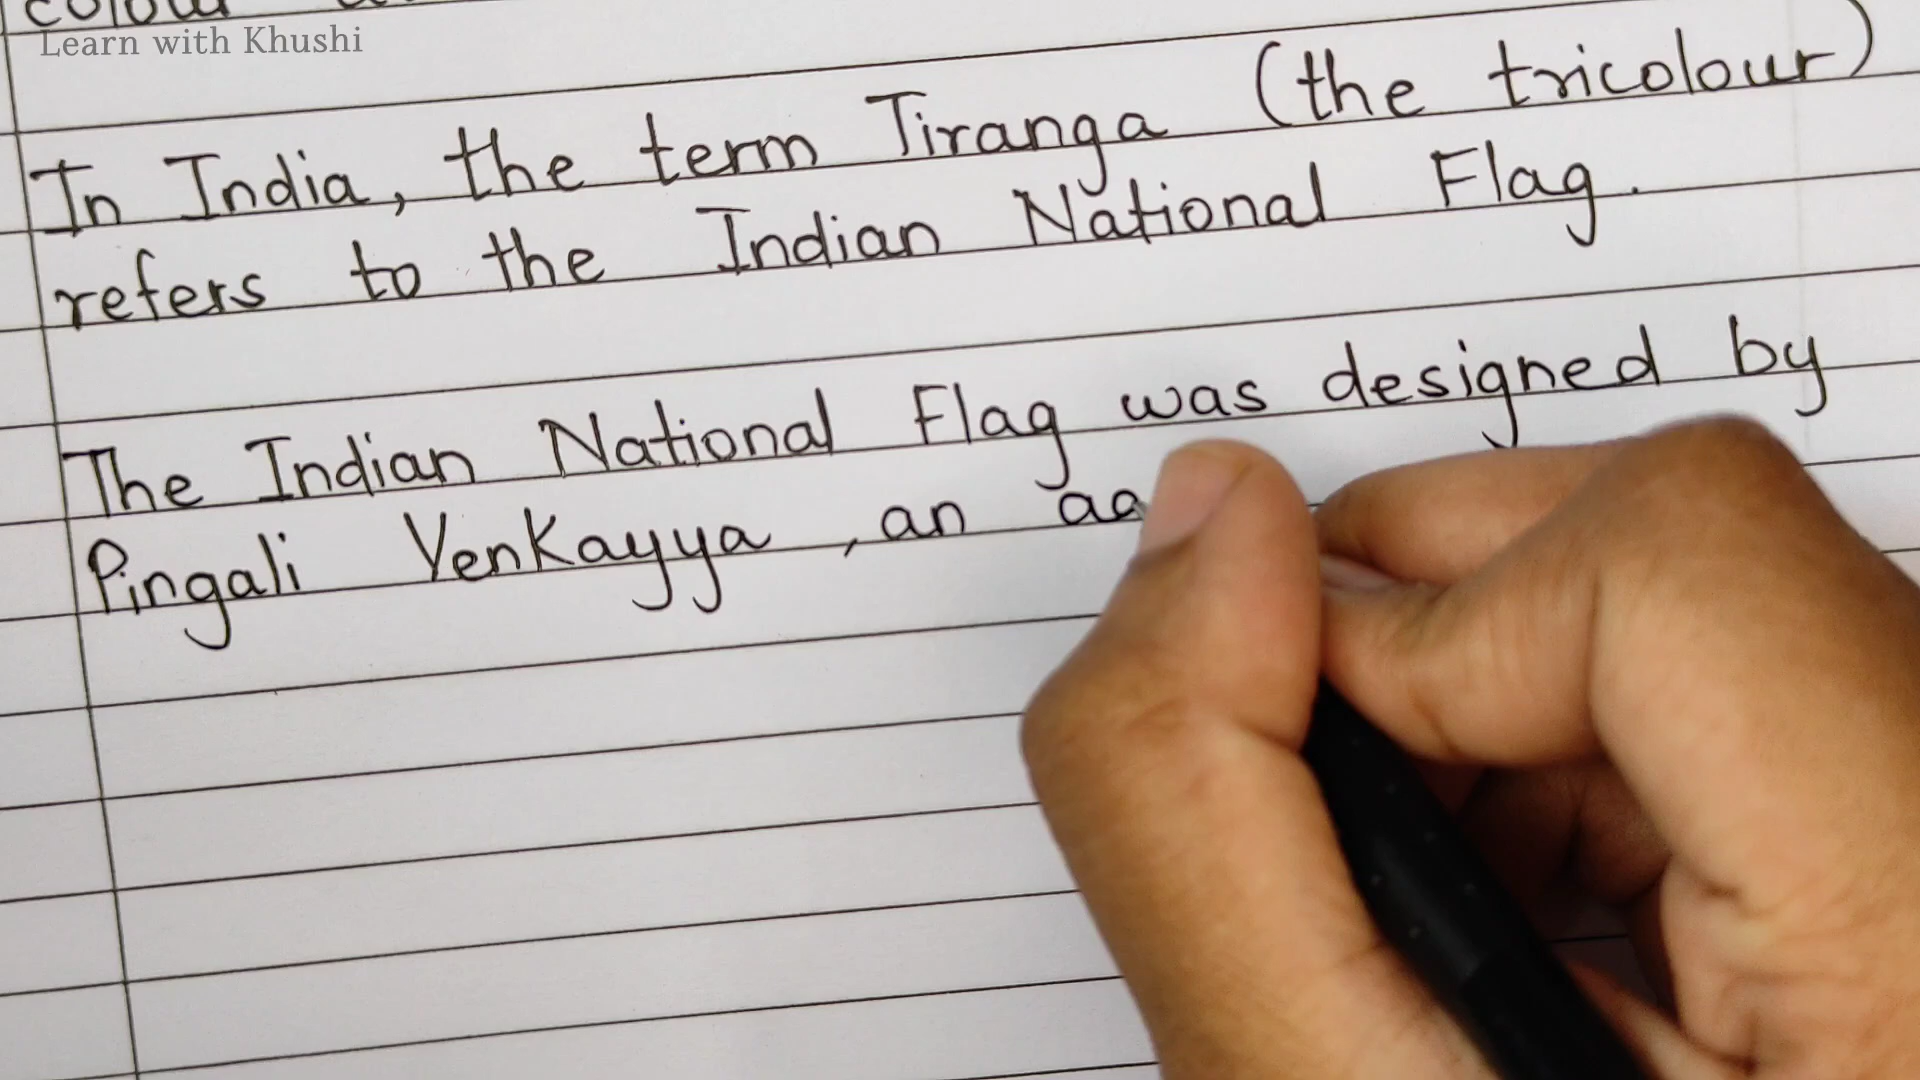 colour
Learn with Khushi
In India, the term Tiranga (the tricolour)
refers to the Indian National Flag.
The Indian National Flag was designed by
Pingali Venkayya , an